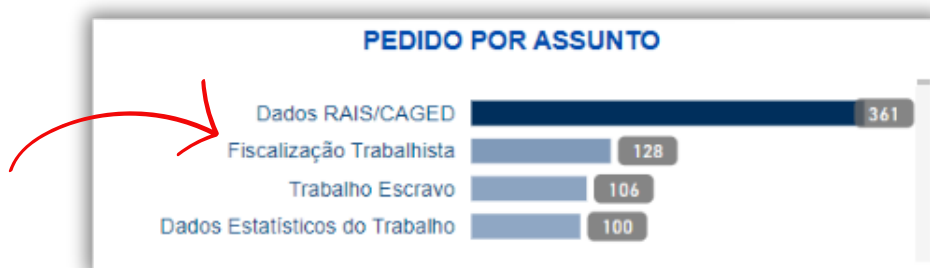 PEDIDO POR ASSUNTO
Dados RAIS/CAGED 361
Fiscalização Trabalhista 128
Trabalho Escravo 106
Dados Estatísticos do Trabalho 100